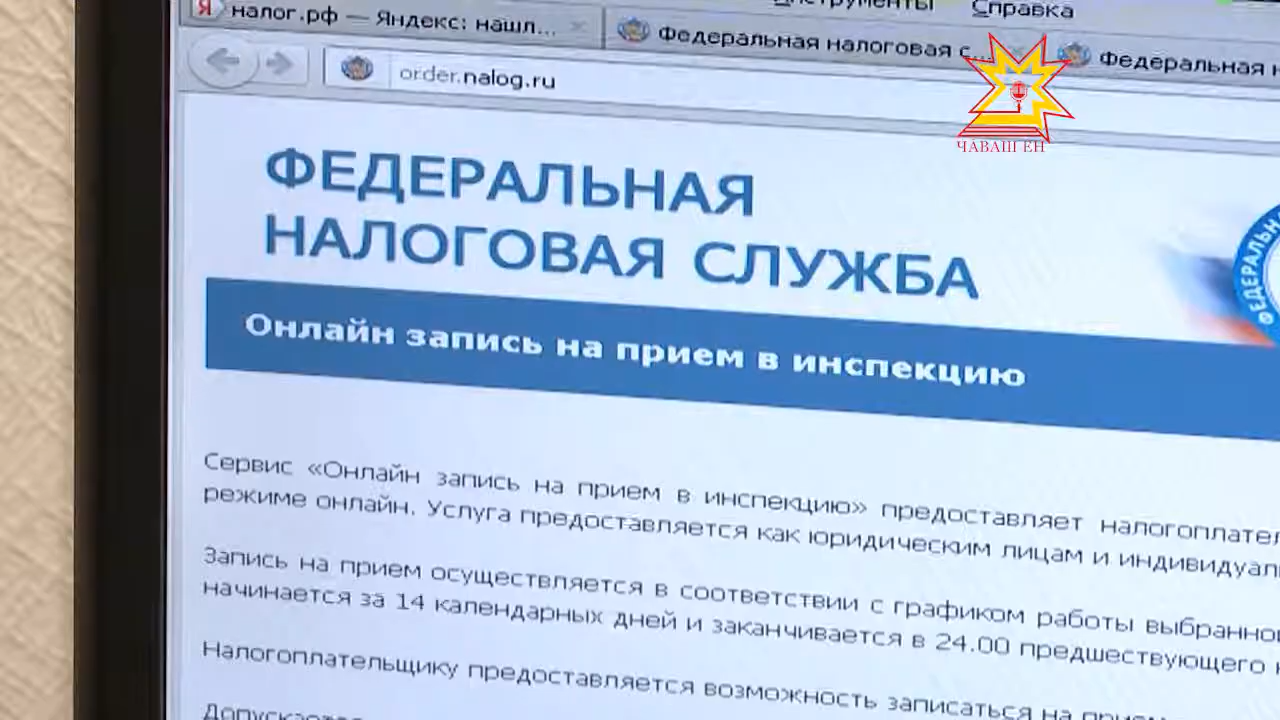 налог.рф — Яндекс: нашл...
Федеральная налоговая с...
Федеральная
Инструменты Справка
order.nalog.ru
ЧАВАШ ЕН
ФЕДЕРАЛЬНАЯ
НАЛОГОВАЯ СЛУЖБА
Онлайн запись на прием в инспекцию
Сервис «Онлайн запись на прием в инспекцию» предоставляет налогоплател
режиме онлайн. Услуга предоставляется как юридическим лицам и индивидуал
Запись на прием осуществляется в соответствии с графиком работы выбранной
начинается за 14 календарных дней и заканчивается в 24.00 предшествующего
Налогоплательщику предоставляется возможность записаться на прием